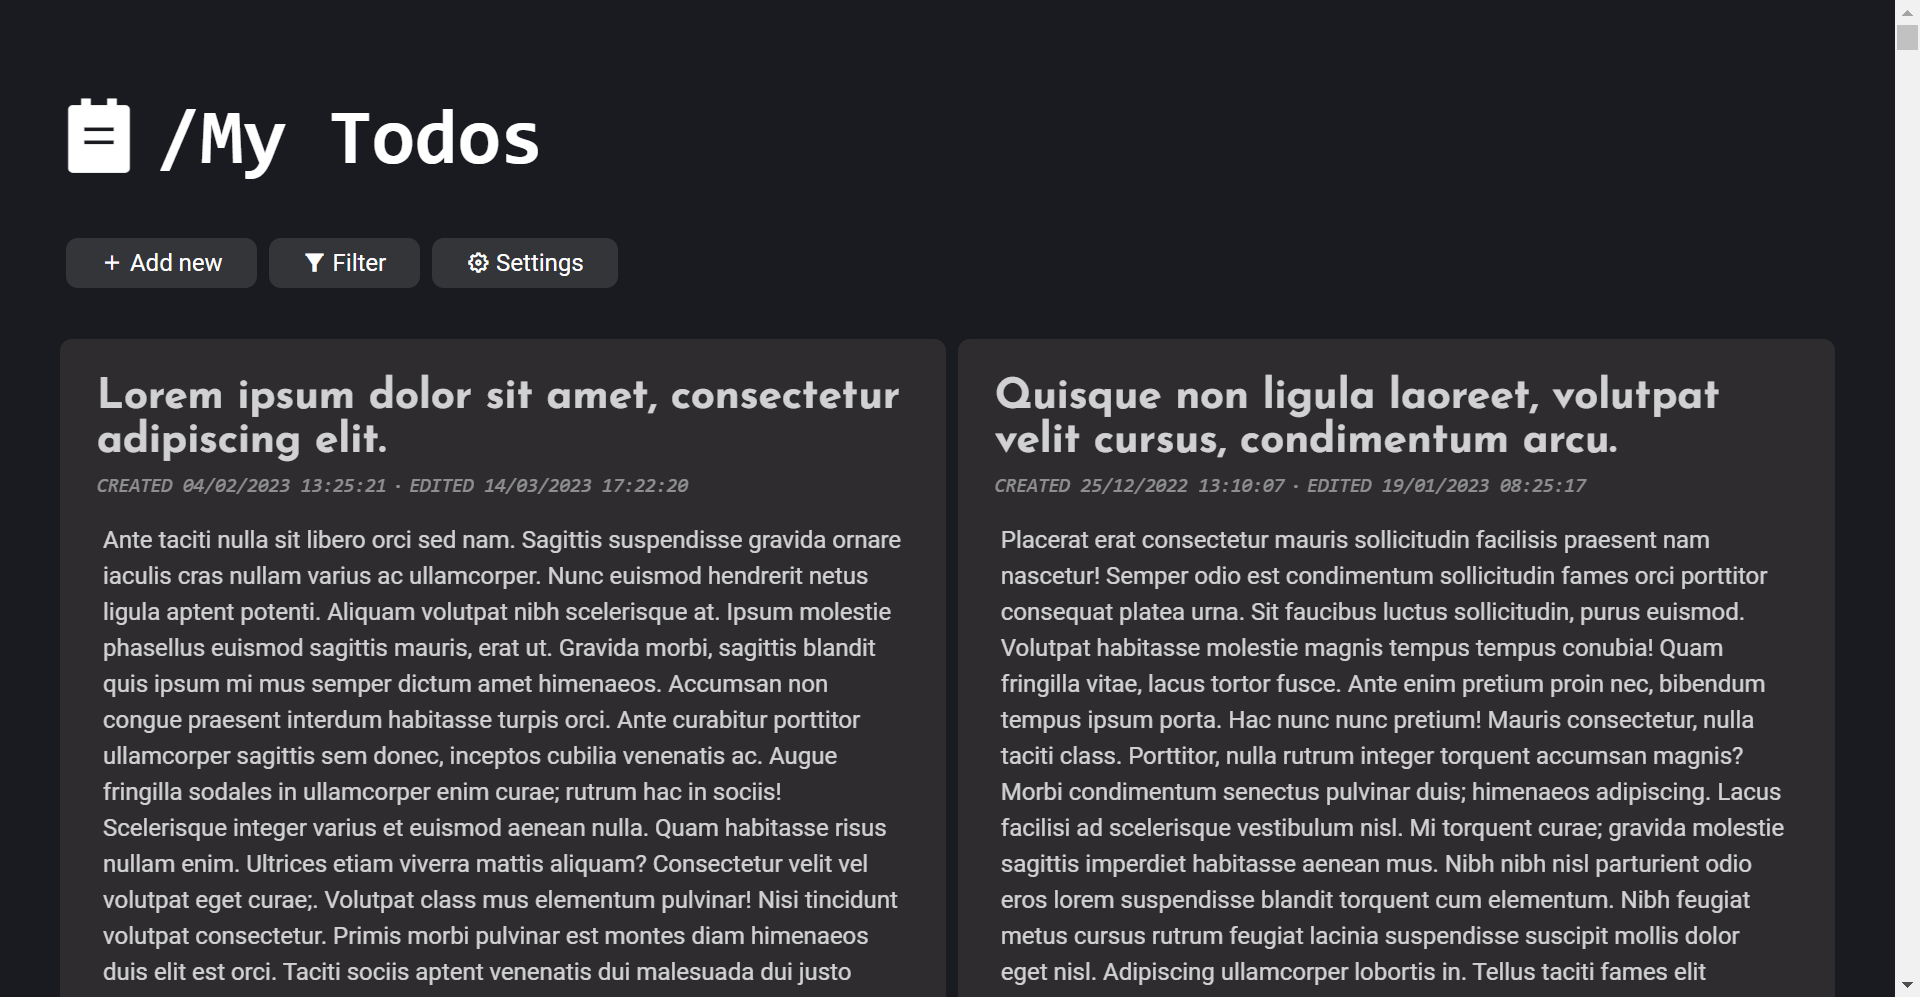 /My Todos
+ Add new
Filter
Settings
Lorem ipsum dolor sit amet, consectetur
adipiscing elit.
CREATED 04/02/2023 13:25:21 · EDITED 14/03/2023 17:22:20
Ante taciti nulla sit libero orci sed nam. Sagittis suspendisse gravida ornare
iaculis cras nullam varius ac ullamcorper. Nunc euismod hendrerit netus
ligula aptent potenti. Aliquam volutpat nibh scelerisque at. Ipsum molestie
phasellus euismod sagittis mauris, erat ut. Gravida morbi, sagittis blandit
quis ipsum mi mus semper dictum amet himenaeos. Accumsan non
congue praesent interdum habitasse turpis orci. Ante curabitur porttitor
ullamcorper sagittis sem donec, inceptos cubilia venenatis ac. Augue
fringilla sodales in ullamcorper enim curae; rutrum hac in sociis!
Scelerisque integer varius et euismod aenean nulla. Quam habitasse risus
nullam enim. Ultrices etiam viverra mattis aliquam? Consectetur velit vel
volutpat eget curae;. Volutpat class mus elementum pulvinar! Nisi tincidunt
volutpat consectetur. Primis morbi pulvinar est montes diam himenaeos
duis elit est orci. Taciti sociis aptent venenatis dui malesuada dui justo
Quisque non ligula laoreet, volutpat
velit cursus, condimentum arcu.
CREATED 25/12/2022 13:10:07 · EDITED 19/01/2023 08:25:17
Placerat erat consectetur mauris sollicitudin facilisis praesent nam
nascetur! Semper odio est condimentum sollicitudin fames orci porttitor
consequat platea urna. Sit faucibus luctus sollicitudin, purus euismod.
Volutpat habitasse molestie magnis tempus tempus conubia! Quam
fringilla vitae, lacus tortor fusce. Ante enim pretium proin nec, bibendum
tempus ipsum porta. Hac nunc nunc pretium! Mauris consectetur, nulla
taciti class. Porttitor, nulla rutrum integer torquent accumsan magnis?
Morbi condimentum senectus pulvinar duis; himenaeos adipiscing. Lacus
facilisi ad scelerisque vestibulum nisl. Mi torquent curae; gravida molestie
sagittis imperdiet habitasse aenean mus. Nibh nibh nisl parturient odio
eros lorem suspendisse blandit torquent cum elementum. Nibh feugiat
metus cursus rutrum feugiat lacinia suspendisse suscipit mollis dolor
eget nisl. Adipiscing ullamcorper lobortis in. Tellus taciti fames elit